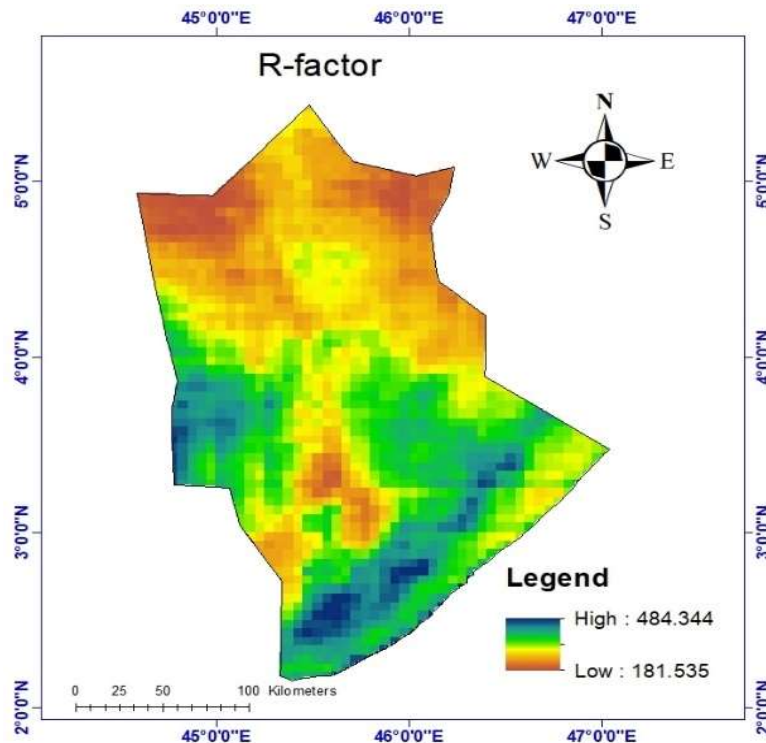 45°0'0"E 46°0'0"E 47°0'0"E
R-factor
N
W E
S
5°0'0"N 5°0'0"N
4°0'0"N 4°0'0"N
3°0'0"N 3°0'0"N
Legend
High : 484.344
Low : 181.535
0 25 50 100 Kilometers
2°0'0"N 2°0'0"N
45°0'0"E 46°0'0"E 47°0'0"E